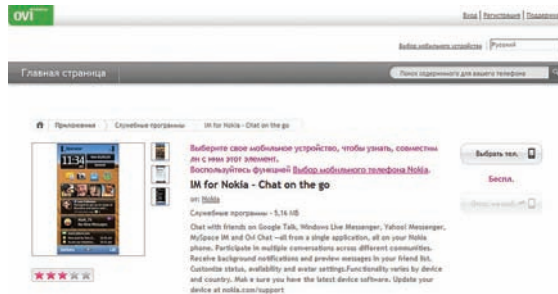 ovi
Вход | Регистрация | Поддержка
Выбор мобильного устройства | Русский
Главная страница
Поиск содержимого для вашего телефона
Приложения
Служебные программы
IM for Nokia - Chat on the go
11:34
Выберите свое мобильное устройство, чтобы узнать, совместим
ли с ним этот элемент.
Воспользуйтесь функцией Выбор мобильного телефона Nokia.
IM for Nokia - Chat on the go
от: Nokia
Служебные программы - 5,16 MB
Chat with friends on Google Talk, Windows Live Messenger, Yahoo! Messenger,
MySpace IM and Ovi Chat —all from a single application, all on your Nokia
phone. Participate in multiple conversations across different communities.
Receive background notifications and preview messages in your friend list.
Customize status, availability and avatar settings.Functionality varies by device
and country. Make sure you have the latest device software. Update your
device at nokia.com/support
Выбрать тел.
Беспл.